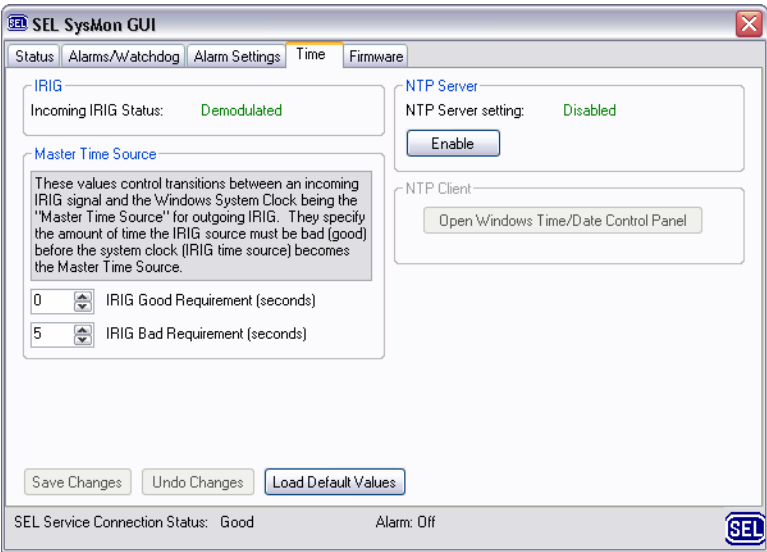 SEL SysMon GUI
Status Alarms/Watchdog Alarm Settings Time Firmware
IRIG
Incoming IRIG Status: Demodulated
Master Time Source
These values control transitions between an incoming
IRIG signal and the Windows System Clock being the
"Master Time Source" for outgoing IRIG. They specify
the amount of time the IRIG source must be bad (good)
before the system clock (IRIG time source) becomes
the Master Time Source.
0 IRIG Good Requirement (seconds)
5 IRIG Bad Requirement (seconds)
NTP Server
NTP Server setting: Disabled
Enable
NTP Client
Open Windows Time/Date Control Panel
Save Changes Undo Changes Load Default Values
SEL Service Connection Status: Good Alarm: Off
SEL